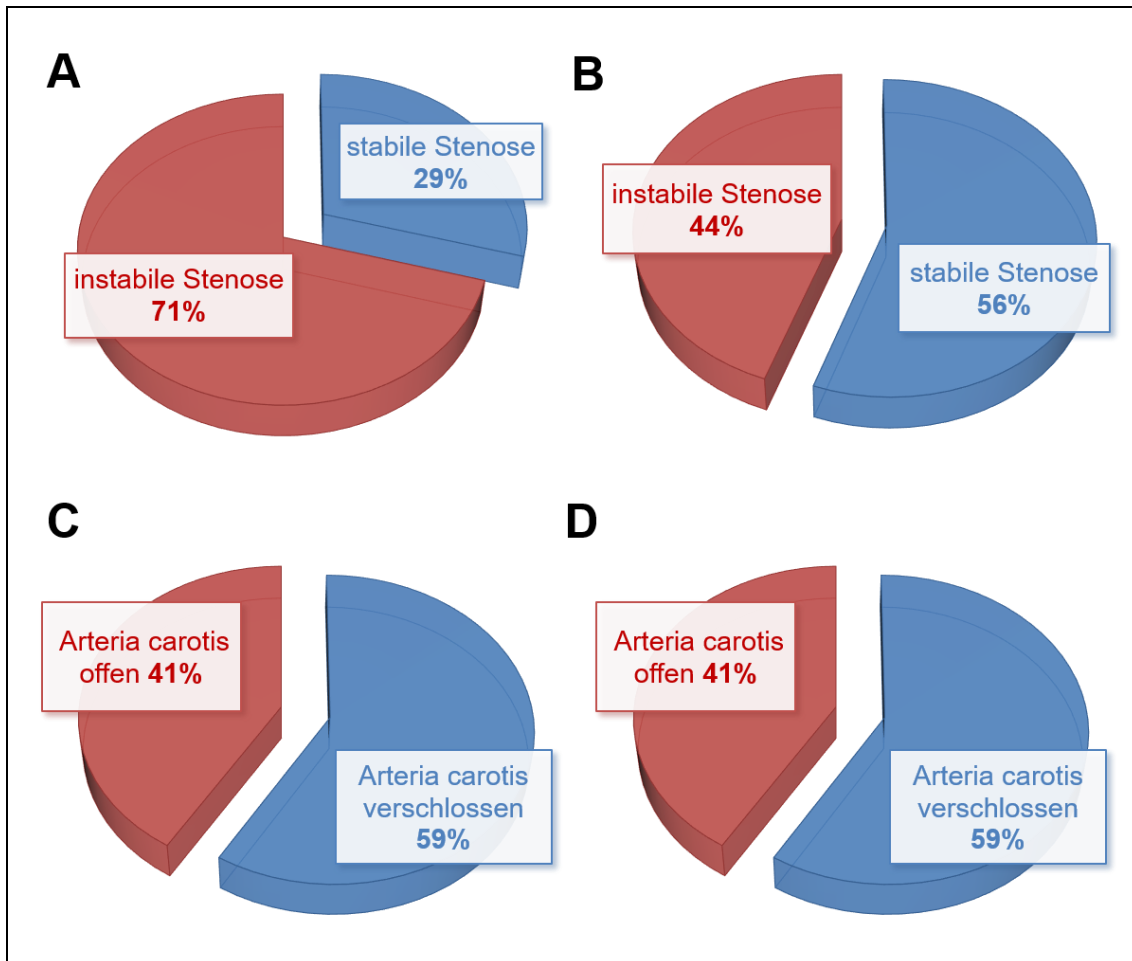 A
stabile Stenose
29%
instabile Stenose
71%
B
instabile Stenose
44%
stabile Stenose
56%
C
Arteria carotis
offen 41%
Arteria carotis
verschlossen
59%
D
Arteria carotis
offen 41%
Arteria carotis
verschlossen
59%